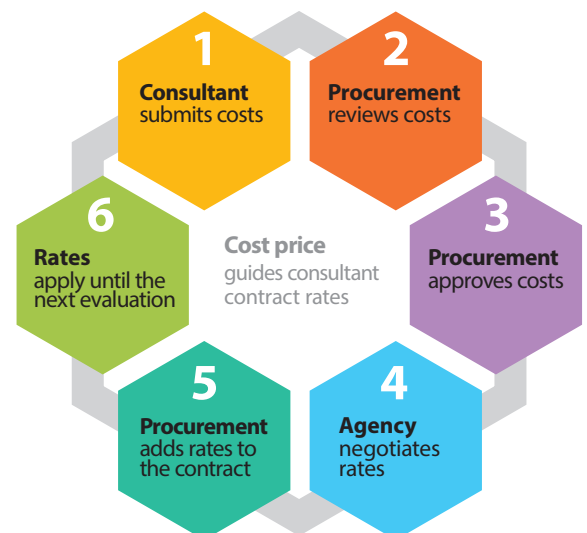 1
Consultant
submits costs
2
Procurement
reviews costs
3
Procurement
approves costs
4
Agency
negotiates
rates
5
Procurement
adds rates to
the contract
6
Rates
apply until the
next evaluation
Cost price
guides consultant
contract rates